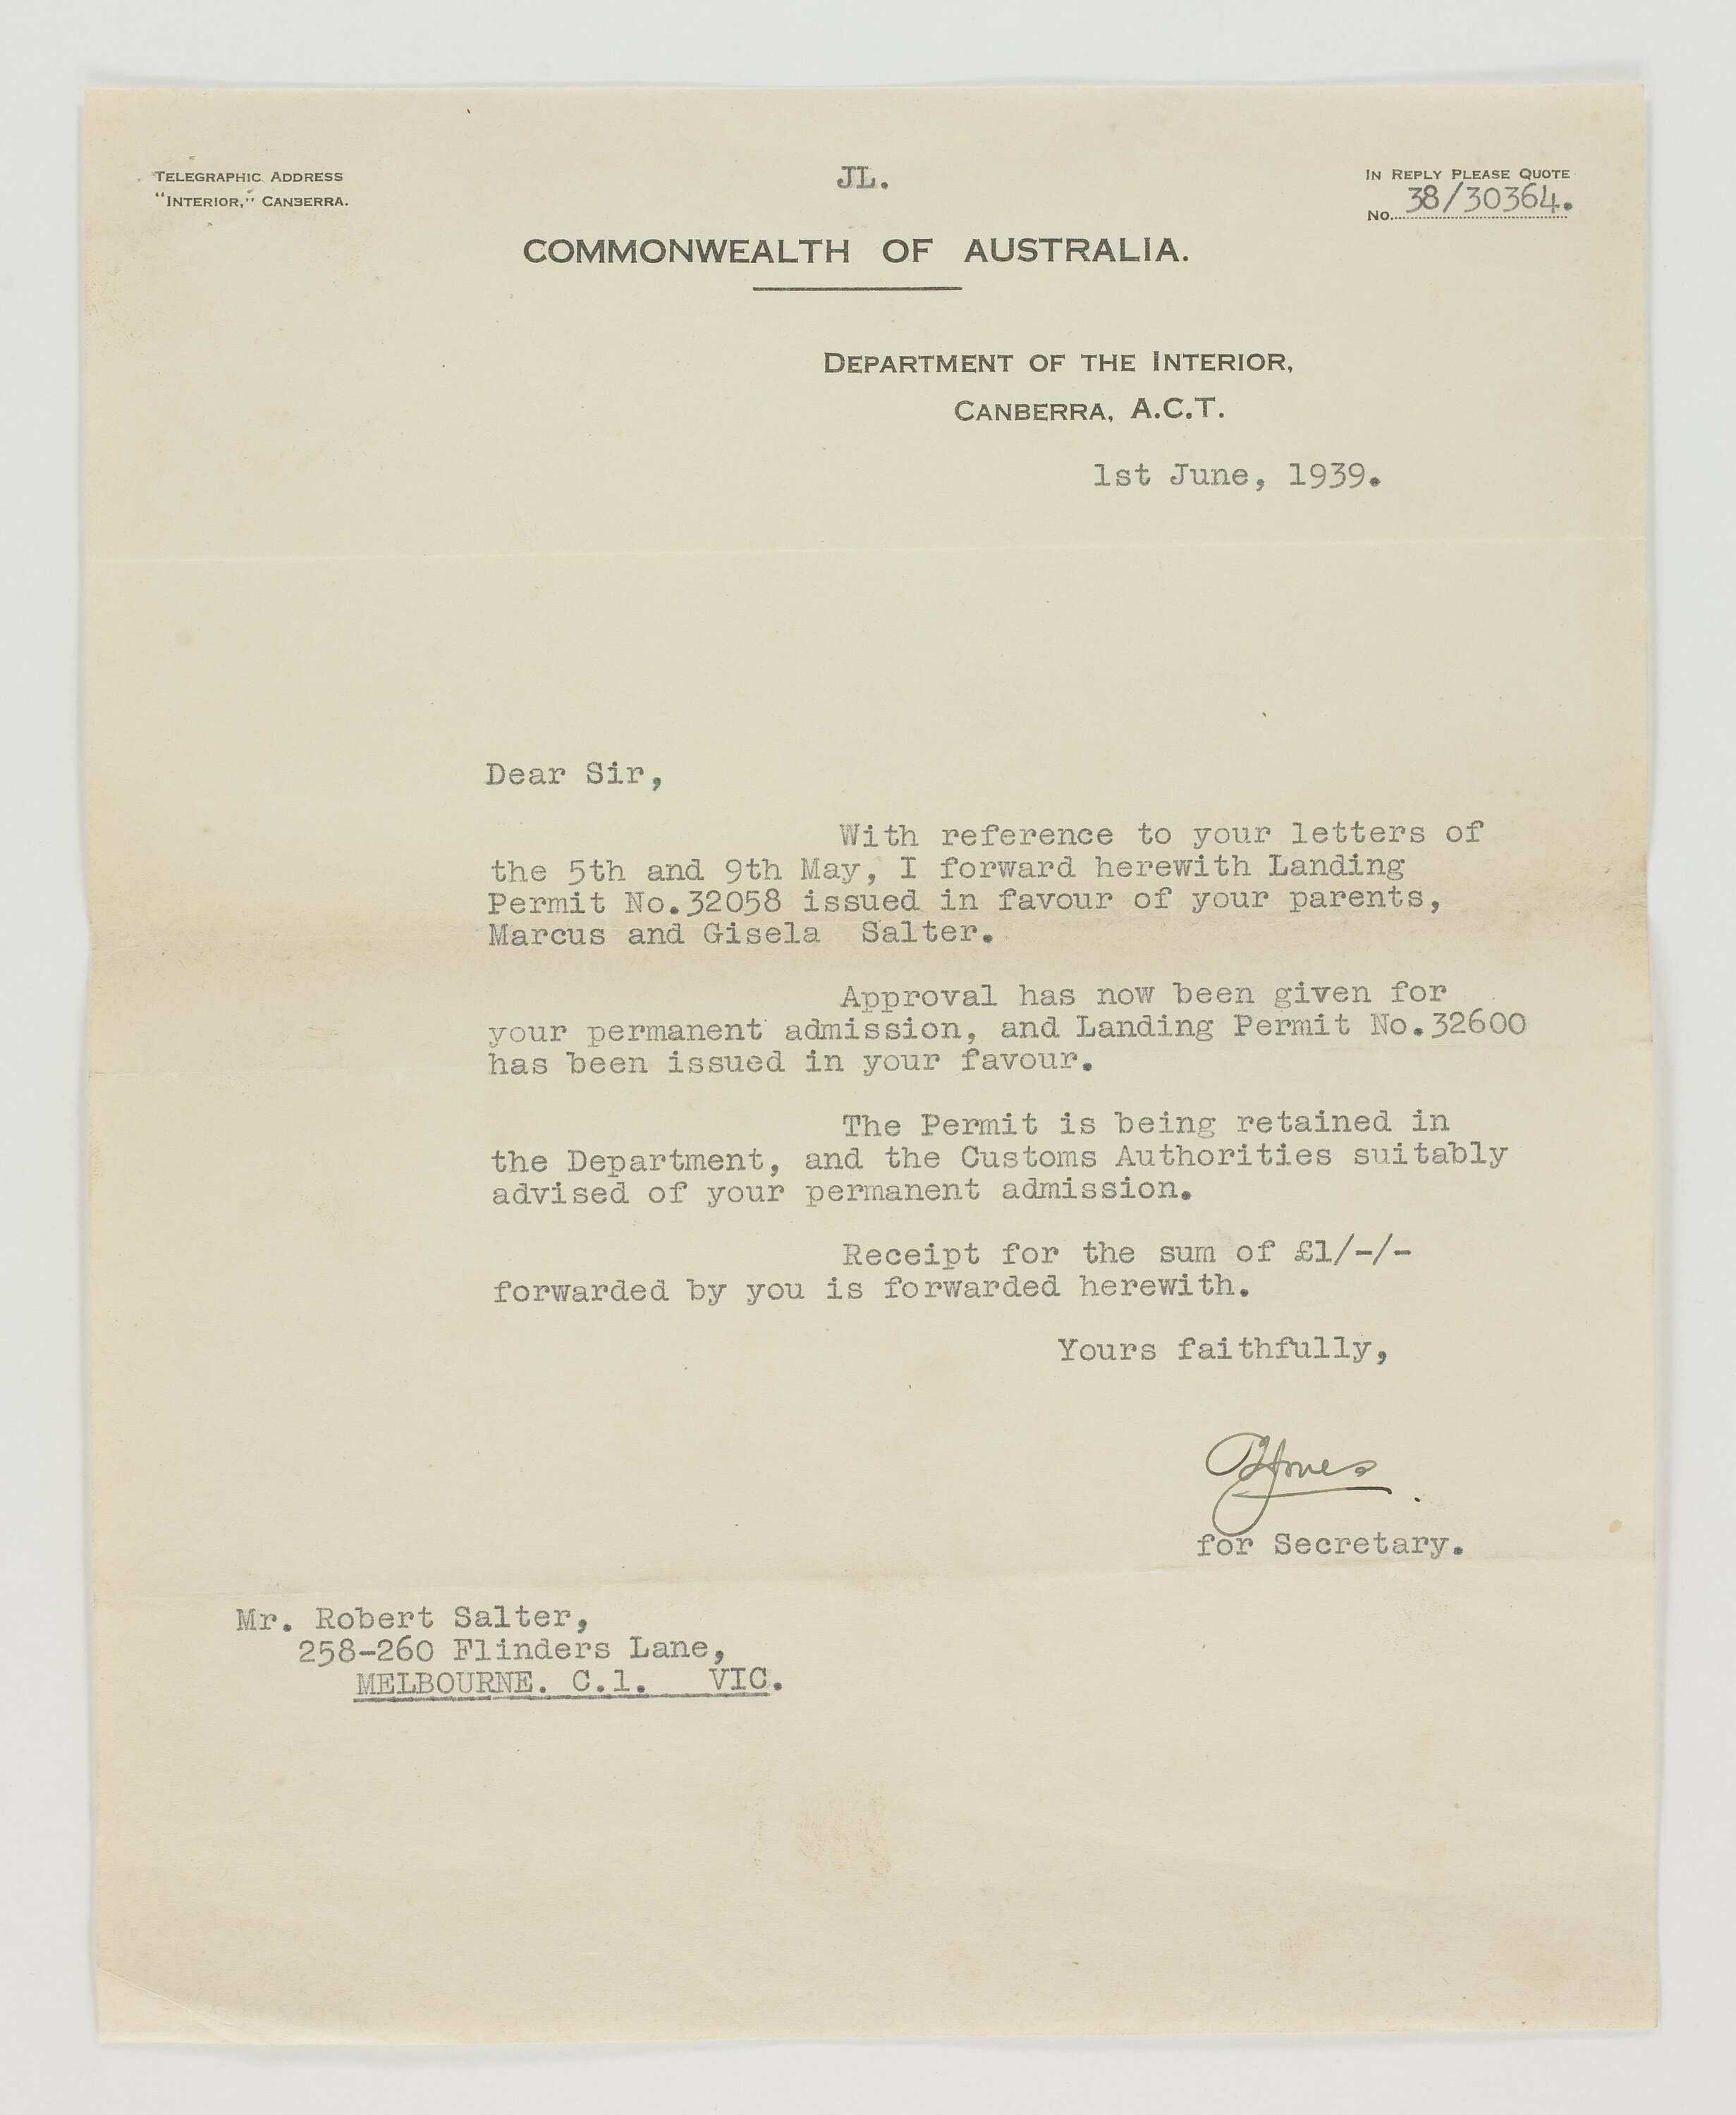 TELEGRAPHIC ADDRESS
"INTERIOR," CANBERRA.
JL.
IN REPLY PLEASE QUOTE
No. 38/30364.
COMMONWEALTH OF AUSTRALIA.
DEPARTMENT OF THE INTERIOR,
CANBERRA, A.C.T.
1st June, 1939.
Dear Sir,
With reference to your letters of
the 5th and 9th May, I forward herewith Landing
Permit No.32058 issued in favour of your parents,
Marcus and Gisela Salter.
Approval has now been given for
your permanent admission, and Landing Permit No.32600
has been issued in your favour.
The Permit is being retained in
the Department, and the Customs Authorities suitably
advised of your permanent admission.
Receipt for the sum of £1/-/-
forwarded by you is forwarded herewith.
Yours faithfully,
for Secretary.
Mr. Robert Salter,
258-260 Flinders Lane,
MELBOURNE. C.1. VIC.